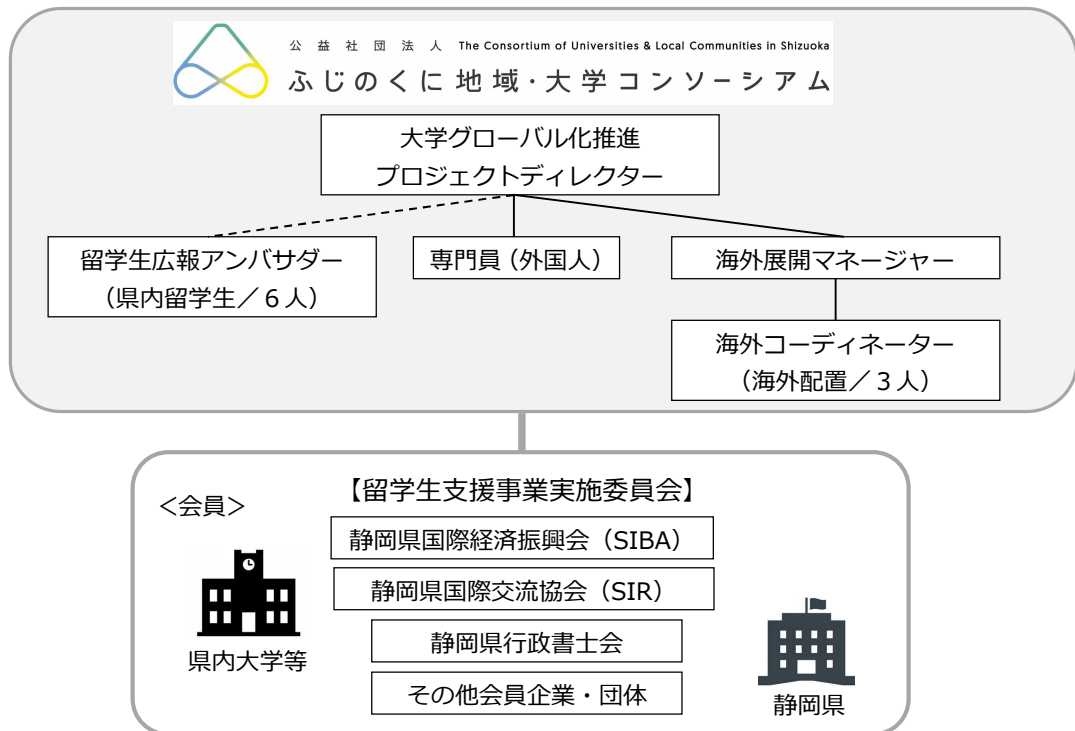 公益社団法人 The Consortium of Universities & Local Communities in Shizuoka
ふじのくに地域・大学コンソーシアム
大学グローバル化推進
プロジェクトディレクター
留学生広報アンバサダー
（県内留学生／６人）
専門員（外国人）
海外展開マネージャー
海外コーディネーター
（海外配置／３人）
【留学生支援事業実施委員会】
＜会員＞
静岡県国際経済振興会（SIBA）
静岡県国際交流協会（SIR）
静岡県行政書士会
その他会員企業・団体
県内大学等
静岡県